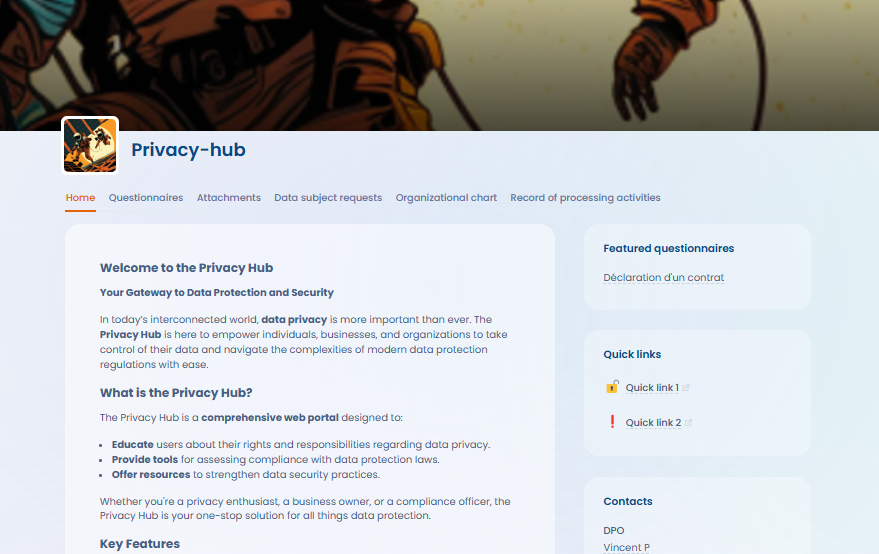 Privacy-hub
Home Questionnaires Attachments Data subject requests Organizational chart Record of processing activities
Welcome to the Privacy Hub
Your Gateway to Data Protection and Security
In today's interconnected world, data privacy is more important than ever. The
Privacy Hub is here to empower individuals, businesses, and organizations to take
control of their data and navigate the complexities of modern data protection
regulations with ease.
What is the Privacy Hub?
The Privacy Hub is a comprehensive web portal designed to:
• Educate users about their rights and responsibilities regarding data privacy.
• Provide tools for assessing compliance with data protection laws.
• Offer resources to strengthen data security practices.
Whether you're a privacy enthusiast, a business owner, or a compliance officer, the
Privacy Hub is your one-stop solution for all things data protection.
Key Features
Featured questionnaires
Déclaration d'un contrat
Quick links
Quick link 1
Quick link 2
Contacts
DPO
Vincent P